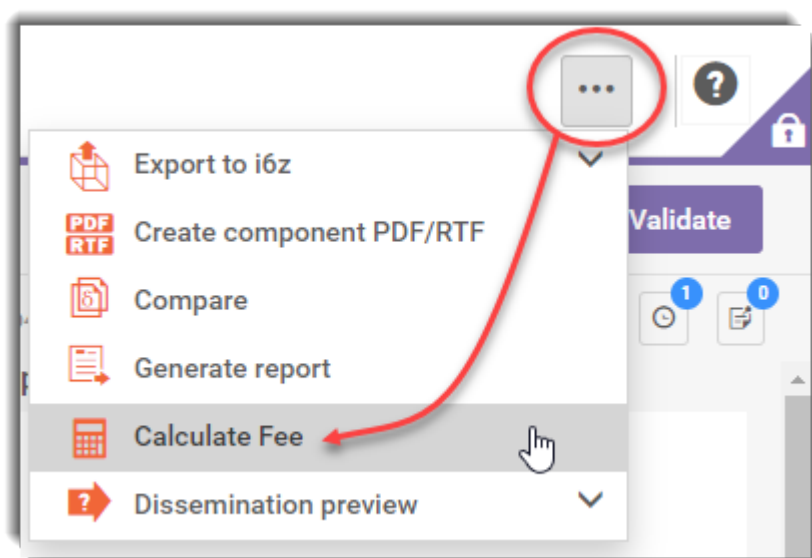 ...
?
Export to i6z
PDF
RTF
Create component PDF/RTF
Validate
δ
Compare
1
0
Generate report
Calculate Fee
?
Dissemination preview